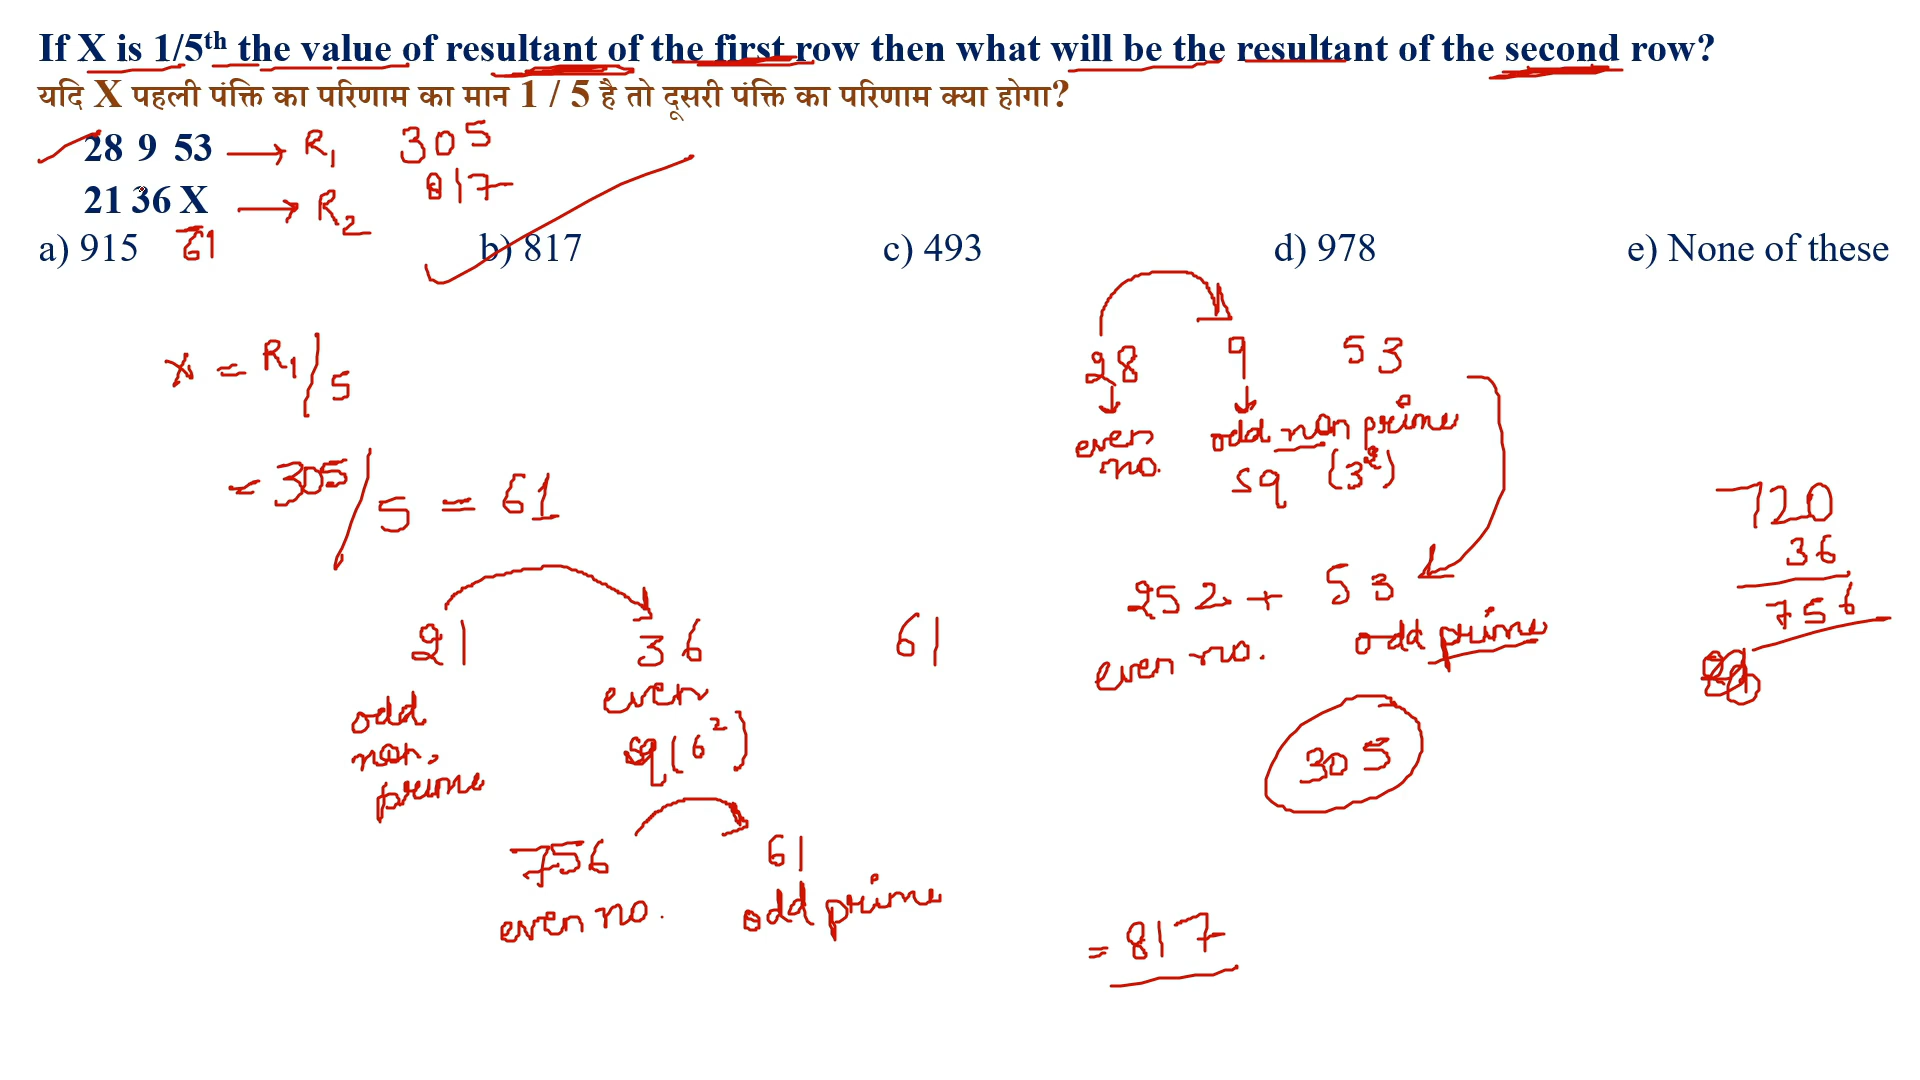 If X is 1/5th the value of resultant of the first row then what will be the resultant of the second row?
यदि X पहली पंक्ति का परिणाम का मान 1 / 5 है तो दूसरी पंक्ति का परिणाम क्या होगा?
28 9 53 → R1 305
21 36 X → R2 817
61
a) 915 b) 817 c) 493 d) 978 e) None of these
x = R1/5
= 305/5 = 61
28 9 53
even no. odd non prime
sq (3²)
252 + 53
even no. odd prime
305
720
36
756
21 36 61
odd non. prime even
sq (6²)
756 61
even no. odd prime
= 817